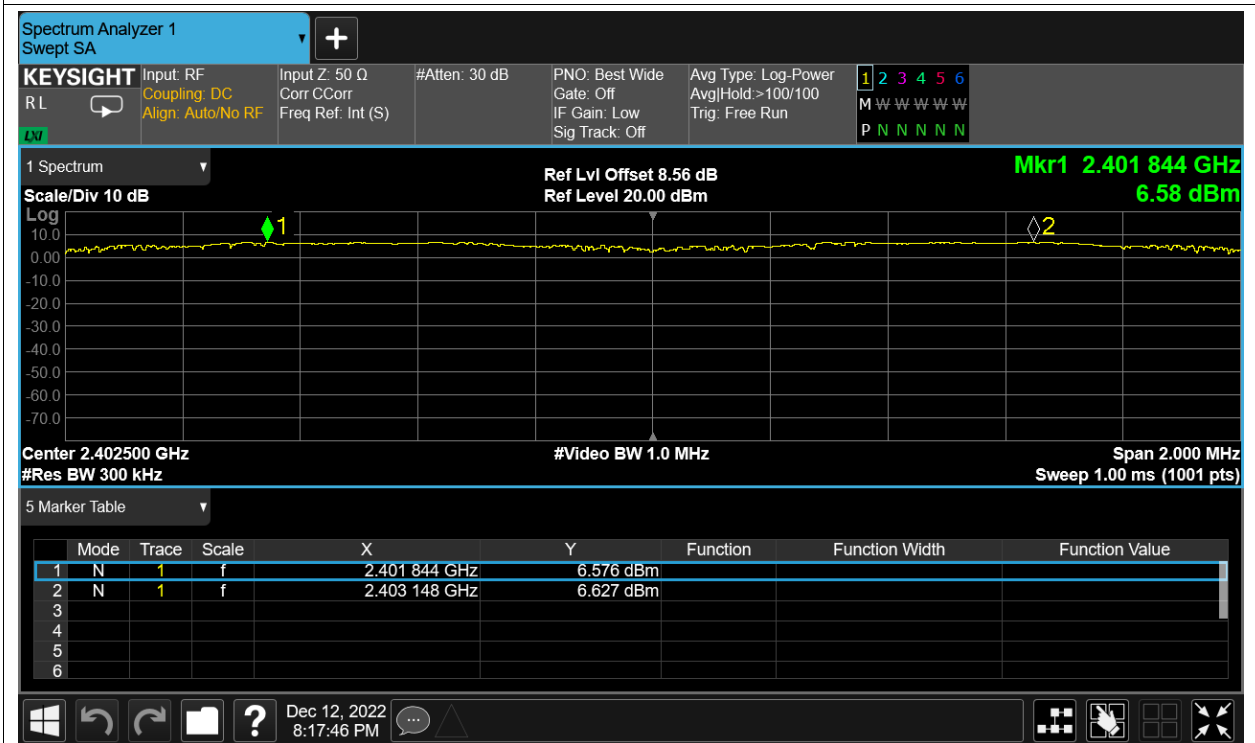 Spectrum Analyzer 1
Swept SA
KEYSIGHT
R L
LXI
Input: RF
Coupling: DC
Align: Auto/No RF
Input Z: 50 Ω
Corr CCorr
Freq Ref: Int (S)
#Atten: 30 dB
PNO: Best Wide
Gate: Off
IF Gain: Low
Sig Track: Off
Avg Type: Log-Power
Avg|Hold:>100/100
Trig: Free Run
1 2 3 4 5 6
M W W W W W
P N N N N N
1 Spectrum
Scale/Div 10 dB
Ref Lvl Offset 8.56 dB
Ref Level 20.00 dBm
Mkr1 2.401 844 GHz
6.58 dBm
Log
10.0
0.00
-10.0
-20.0
-30.0
-40.0
-50.0
-60.0
-70.0
1
2
Center 2.402500 GHz
#Res BW 300 kHz
#Video BW 1.0 MHz
Span 2.000 MHz
Sweep 1.00 ms (1001 pts)
5 Marker Table
Mode Trace Scale X Y Function Function Width Function Value
1 N 1 f 2.401 844 GHz 6.576 dBm
2 N 1 f 2.403 148 GHz 6.627 dBm
3
4
5
6
?
Dec 12, 2022
8:17:46 PM